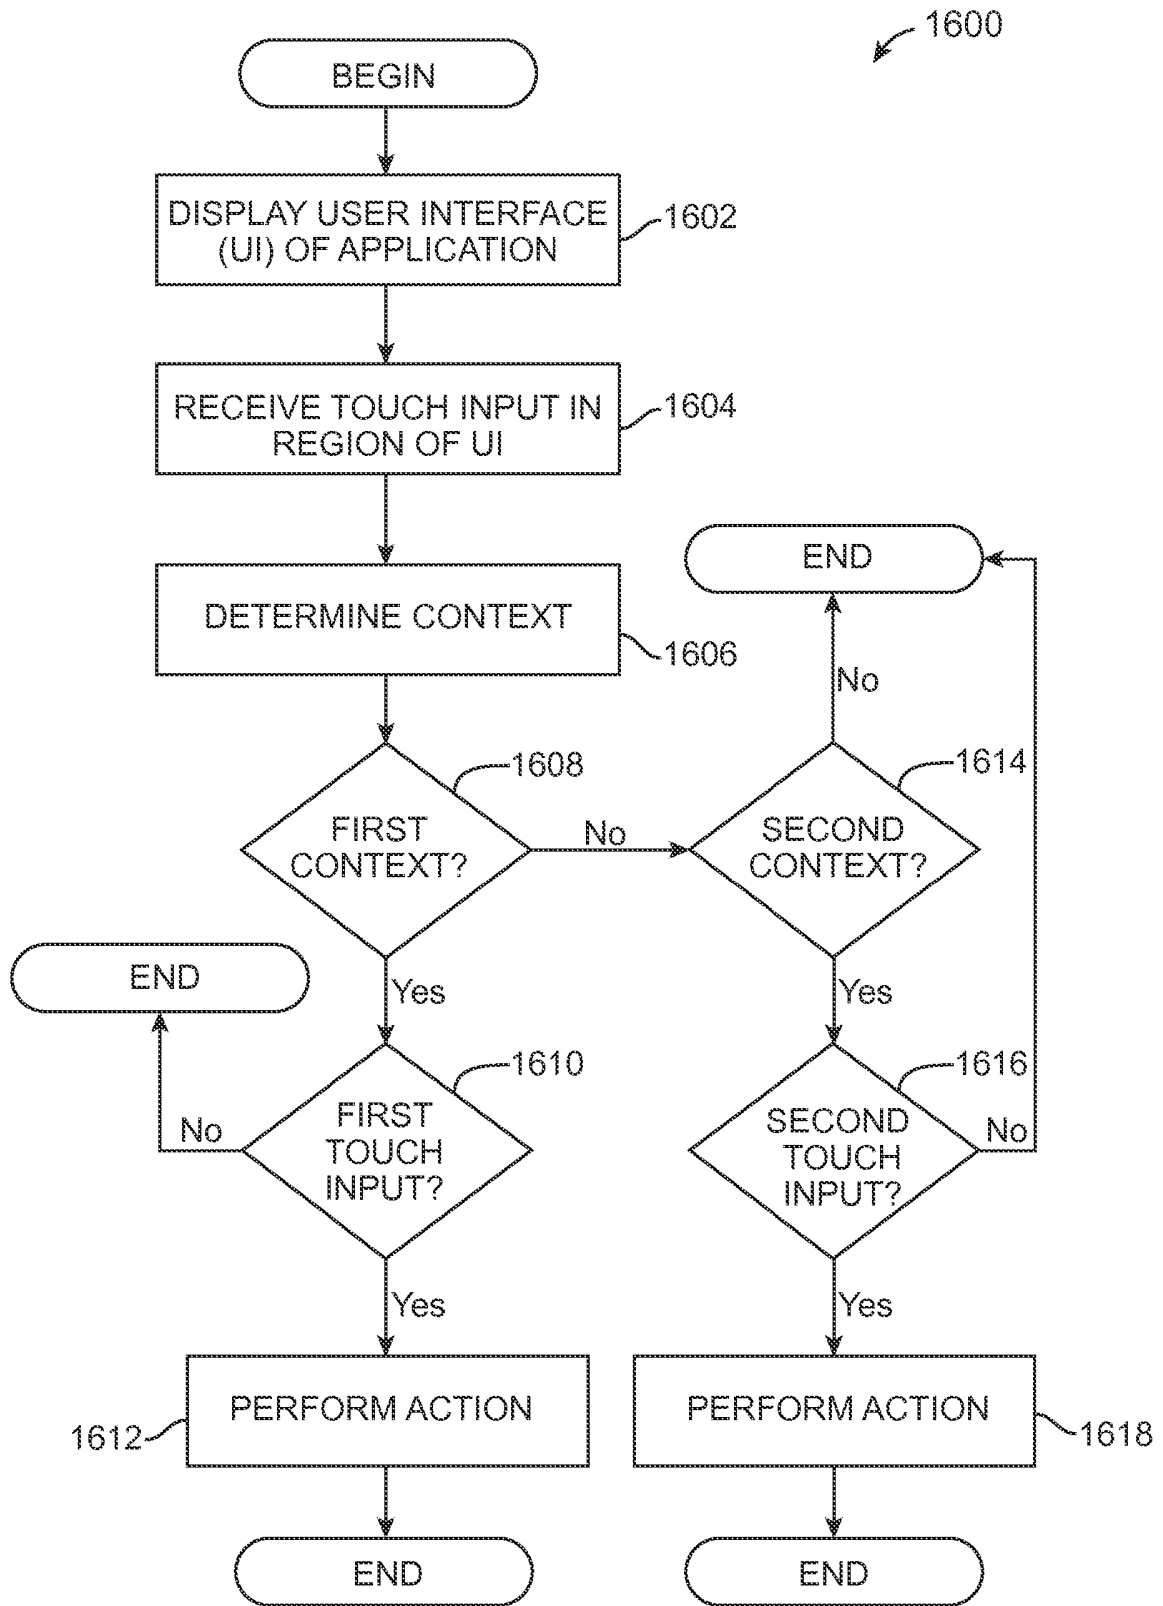 1600
BEGIN
DISPLAY USER INTERFACE
(UI) OF APPLICATION
1602
RECEIVE TOUCH INPUT IN
REGION OF UI
1604
END
DETERMINE CONTEXT
1606
No
1608
1614
FIRST
CONTEXT?
No
SECOND
CONTEXT?
END
Yes
Yes
1610
1616
No
FIRST
TOUCH
INPUT?
SECOND
TOUCH
INPUT?
No
Yes
Yes
PERFORM ACTION
1612
PERFORM ACTION
1618
END
END